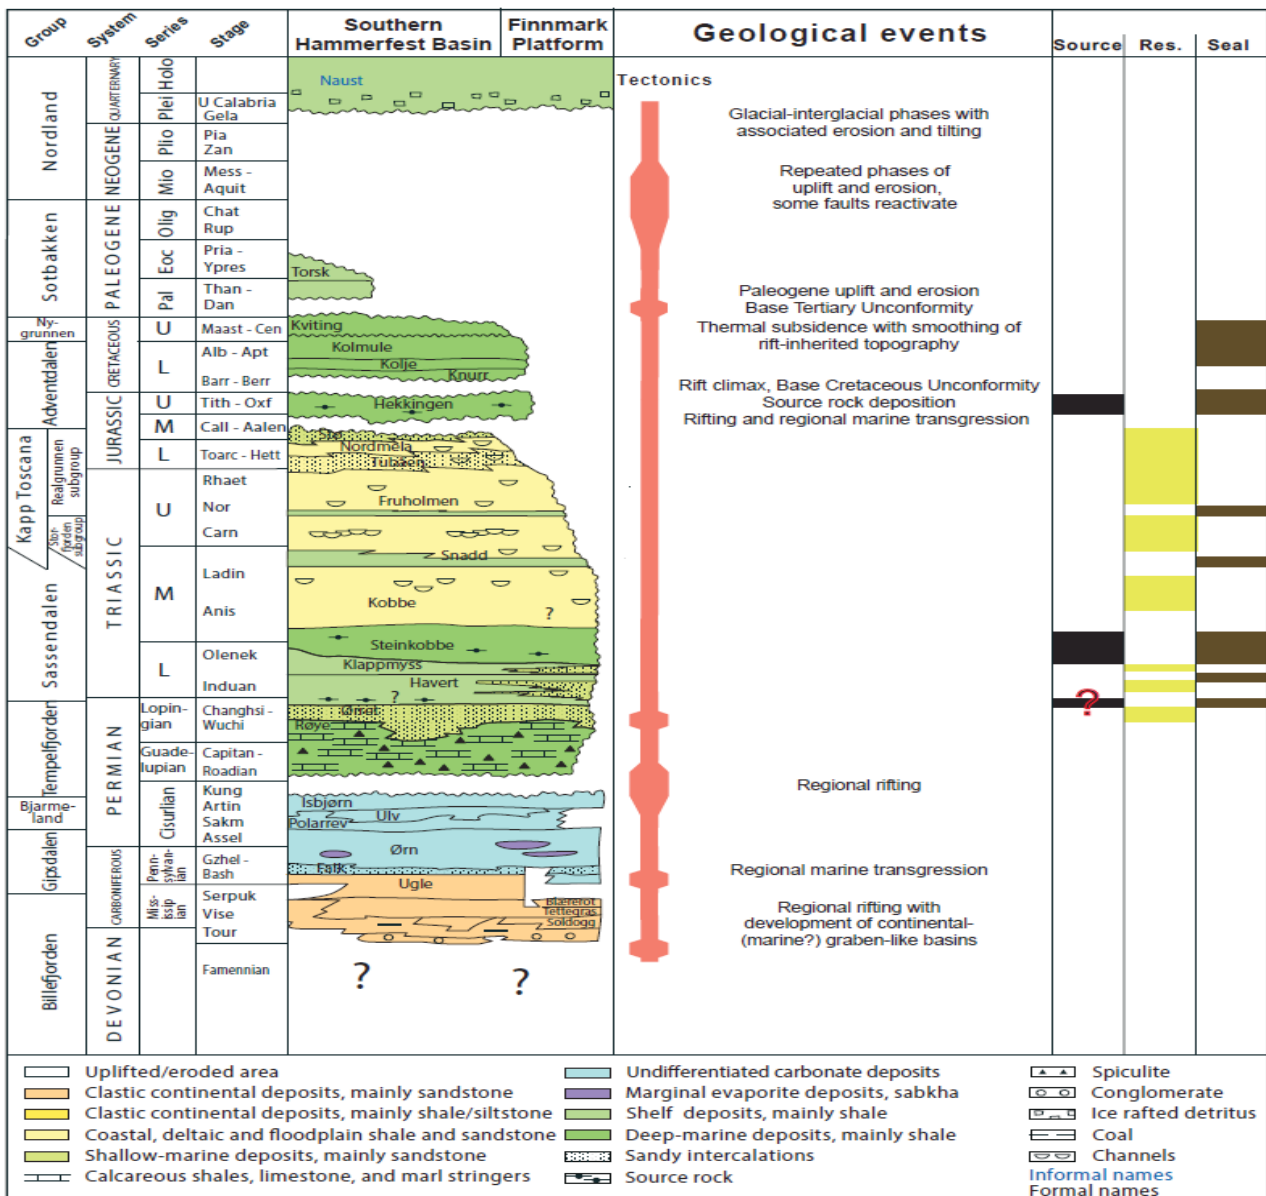 Group System Series Stage
Southern Hammerfest Basin
Finnmark Platform
Geological events
Source Res. Seal
Nordland
Sotbakken
Ny-
grunnen
Adventdalen
Kapp Toscana
Realgrunnen
subgroup
Stor-
fjorden
subgroup
Sassendalen
Tempelfjorden
Bjarme-
land
Gipsdalen
Billefjorden
QUARTERNARY
NEOGENE
PALEOGENE
CRETACEOUS
JURASSIC
TRIASSIC
PERMIAN
CARBONIFEROUS
DEVONIAN
Holo
Plei
Plio
Mio
Olig
Eoc
Pal
U
L
U
M
L
U
M
L
Lopin-
gian
Guade-
lupian
Cisurlian
Penn-
sylvan-
ian
Miss-
issip
ian
U Calabria
Gela
Pia
Zan
Mess -
Aquit
Chat
Rup
Pria -
Ypres
Than -
Dan
Maast - Cen
Alb - Apt
Barr - Berr
Tith - Oxf
Call - Aalen
Toarc - Hett
Rhaet
Nor
Carn
Ladin
Anis
Olenek
Induan
Changhsi -
Wuchi
Capitan -
Roadian
Kung
Artin
Sakm
Assel
Gzhel -
Bash
Serpuk
Vise
Tour
Famennian
Naust
Torsk
Kviting
Kolmule
Kolje
Knurr
Hekkingen
Stø
Nordmela
Tubåen
Fruholmen
Snadd
Kobbe
?
Steinkobbe
Klappmyss
Havert
?
Ørret
Røye
Isbjørn
Ulv
Polarrev
Ørn
Falk
Ugle
Blærerot
Tettegras
Soldogg
? ?
Tectonics
Glacial-interglacial phases with
associated erosion and tilting
Repeated phases of
uplift and erosion,
some faults reactivate
Paleogene uplift and erosion
Base Tertiary Unconformity
Thermal subsidence with smoothing of
rift-inherited topography
Rift climax, Base Cretaceous Unconformity
Source rock deposition
Rifting and regional marine transgression
Regional rifting
Regional marine transgression
Regional rifting with
development of continental-
(marine?) graben-like basins
?
Uplifted/eroded area
Clastic continental deposits, mainly sandstone
Clastic continental deposits, mainly shale/siltstone
Coastal, deltaic and floodplain shale and sandstone
Shallow-marine deposits, mainly sandstone
Calcareous shales, limestone, and marl stringers
Undifferentiated carbonate deposits
Marginal evaporite deposits, sabkha
Shelf deposits, mainly shale
Deep-marine deposits, mainly shale
Sandy intercalations
Source rock
Spiculite
Conglomerate
Ice rafted detritus
Coal
Channels
Informal names
Formal names